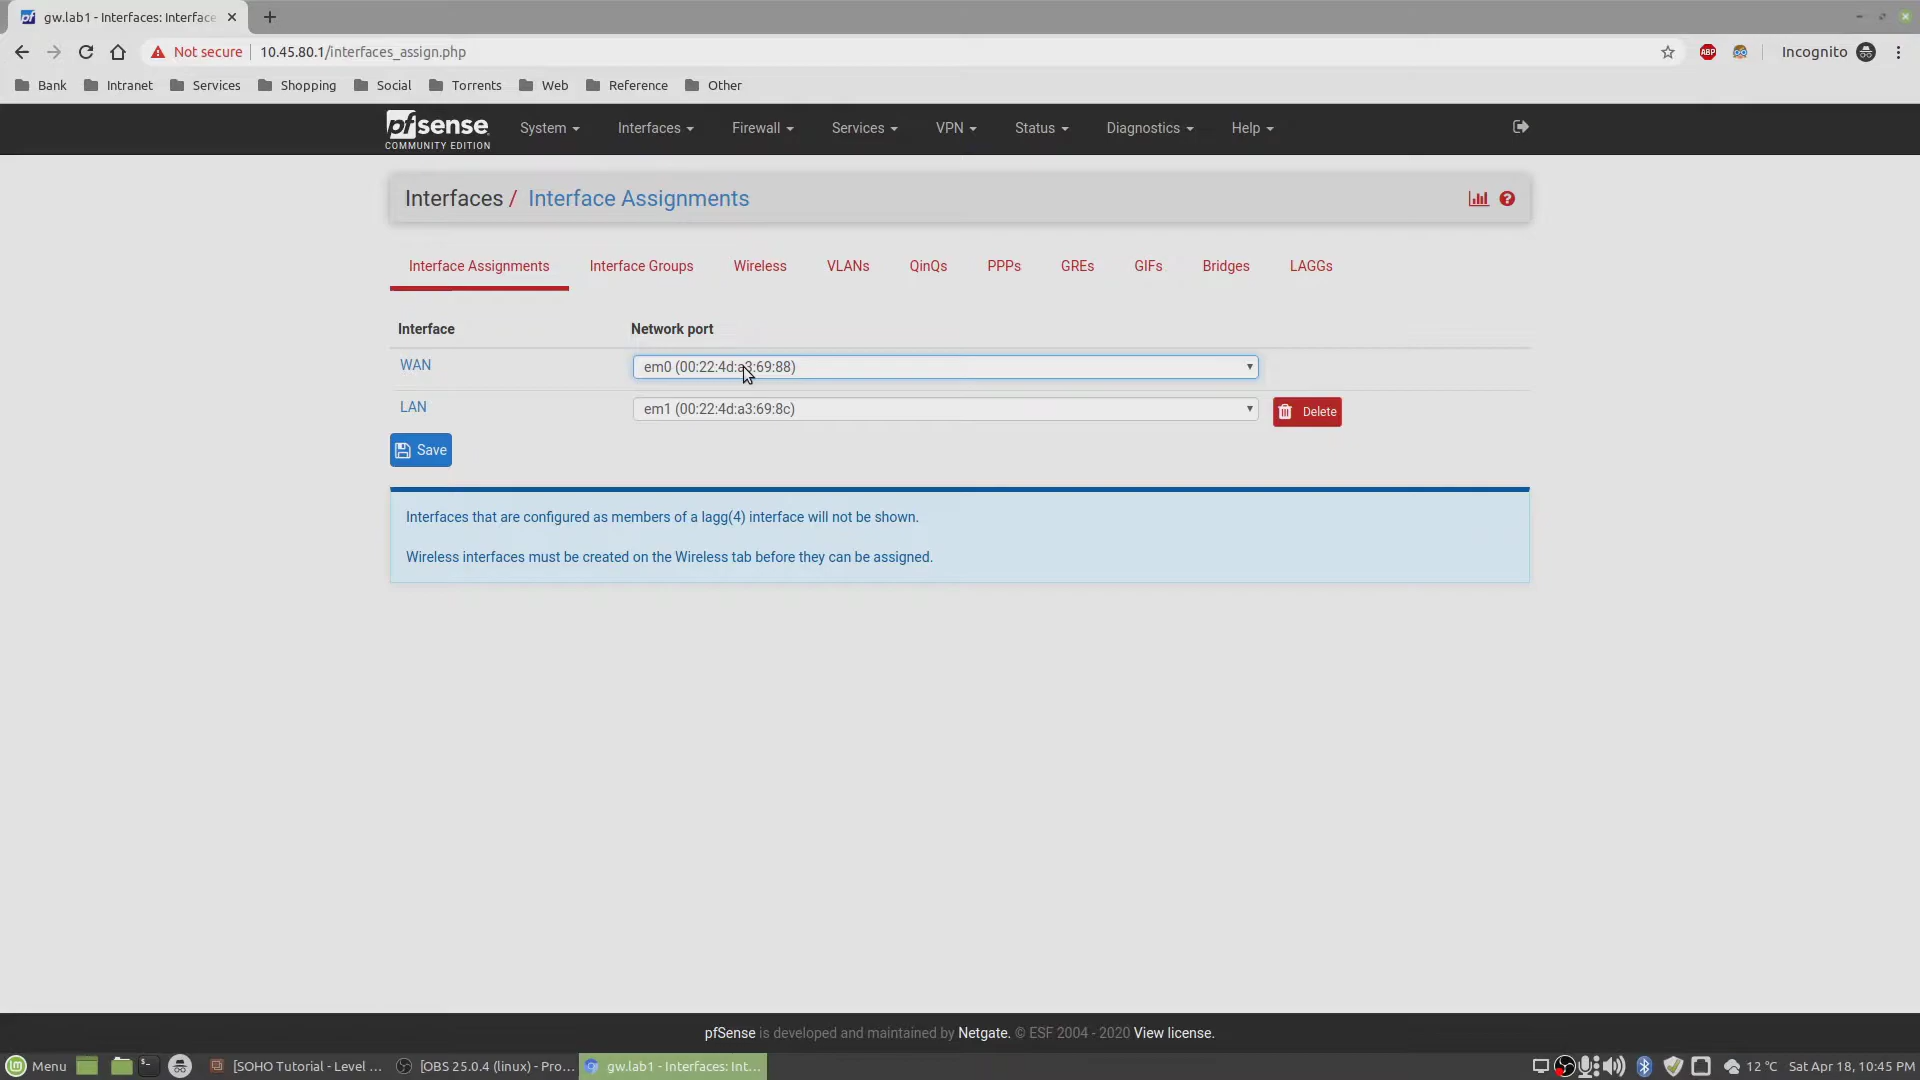 gw.lab1 - Interfaces: Interface
Not secure 10.45.80.1/interfaces_assign.php Incognito
Bank Intranet Services Shopping Social Torrents Web Reference Other
pfsense System Interfaces Firewall Services VPN Status Diagnostics Help
COMMUNITY EDITION
Interfaces / Interface Assignments
Interface Assignments Interface Groups Wireless VLANs QinQs PPPs GREs GIFs Bridges LAGGs
Interface Network port
WAN em0 (00:22:4d:a3:69:88)
LAN em1 (00:22:4d:a3:69:8c) Delete
Save
Interfaces that are configured as members of a lagg(4) interface will not be shown.
Wireless interfaces must be created on the Wireless tab before they can be assigned.
pfSense is developed and maintained by Netgate. © ESF 2004 - 2020 View license.
Menu [SOHO Tutorial - Level ... [OBS 25.0.4 (linux) - Pro... gw.lab1 - Interfaces: Int... 12 °C Sat Apr 18, 10:45 PM